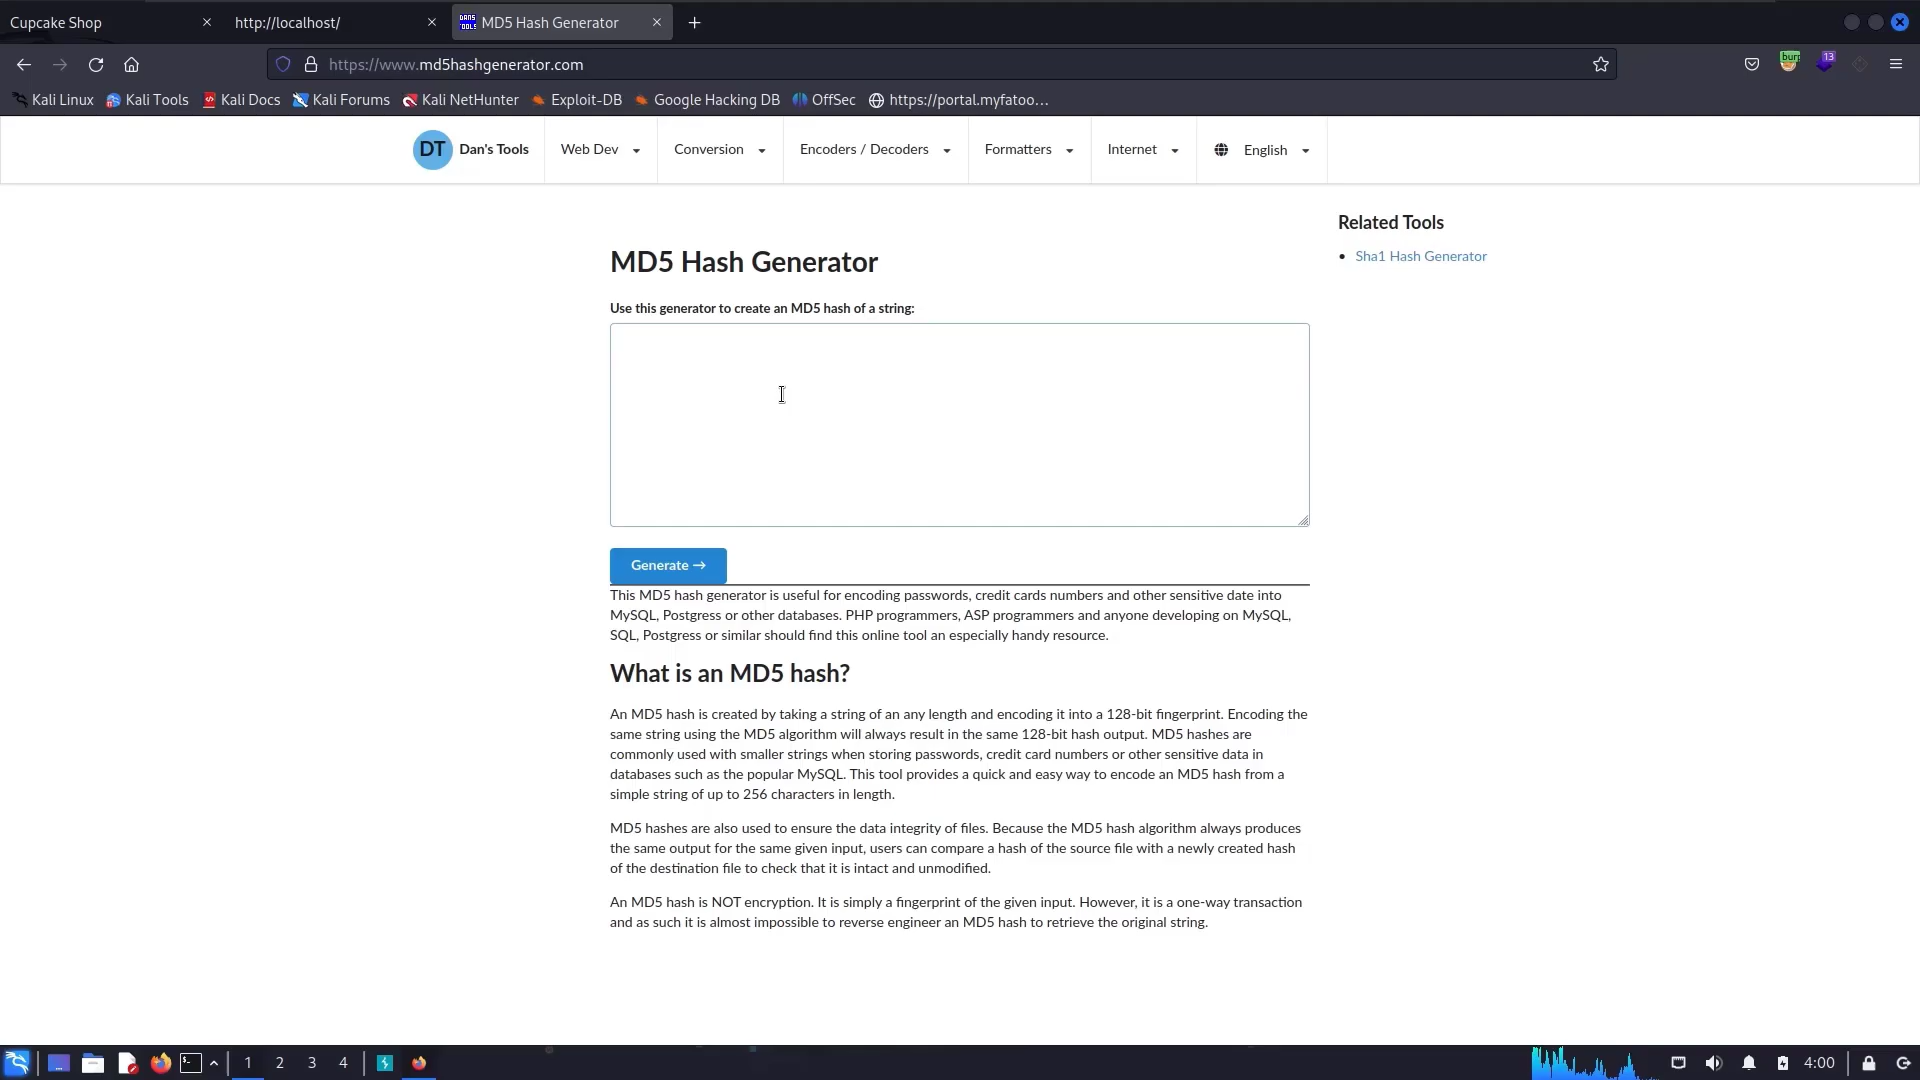 Cupcake Shop
http://localhost/
MD5 Hash Generator
https://www.md5hashgenerator.com
burp
13
Kali Linux
Kali Tools
Kali Docs
Kali Forums
Kali NetHunter
Exploit-DB
Google Hacking DB
OffSec
https://portal.myfatoo…
DT
Dan's Tools
Web Dev
Conversion
Encoders / Decoders
Formatters
Internet
English
Related Tools
Sha1 Hash Generator
MD5 Hash Generator
Use this generator to create an MD5 hash of a string:
Generate →
This MD5 hash generator is useful for encoding passwords, credit cards numbers and other sensitive date into
MySQL, Postgress or other databases. PHP programmers, ASP programmers and anyone developing on MySQL,
SQL, Postgress or similar should find this online tool an especially handy resource.
What is an MD5 hash?
An MD5 hash is created by taking a string of an any length and encoding it into a 128-bit fingerprint. Encoding the
same string using the MD5 algorithm will always result in the same 128-bit hash output. MD5 hashes are
commonly used with smaller strings when storing passwords, credit card numbers or other sensitive data in
databases such as the popular MySQL. This tool provides a quick and easy way to encode an MD5 hash from a
simple string of up to 256 characters in length.
MD5 hashes are also used to ensure the data integrity of files. Because the MD5 hash algorithm always produces
the same output for the same given input, users can compare a hash of the source file with a newly created hash
of the destination file to check that it is intact and unmodified.
An MD5 hash is NOT encryption. It is simply a fingerprint of the given input. However, it is a one-way transaction
and as such it is almost impossible to reverse engineer an MD5 hash to retrieve the original string.
1
2
3
4
4:00